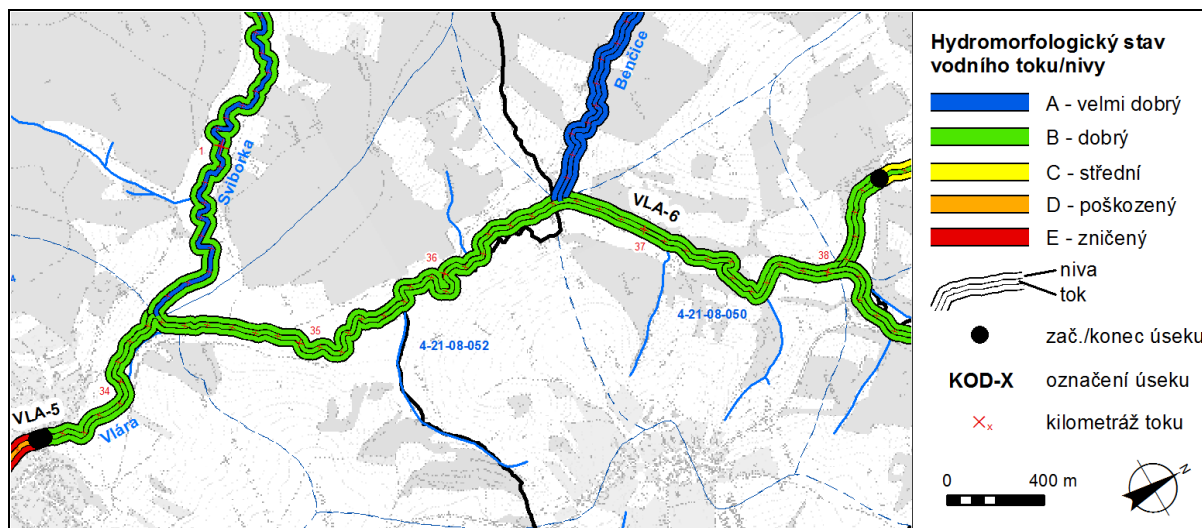 Benčice
Sviborka
1
VLA-6
36
37
38
35
4-21-08-052
4-21-08-050
34
VLA-5
Vlára
4
Hydromorfologický stav
vodního toku/nivy
A - velmi dobrý
B - dobrý
C - střední
D - poškozený
E - zničený
niva
tok
zač./konec úseku
KOD-X označení úseku
x kilometráž toku
0 400 m
N